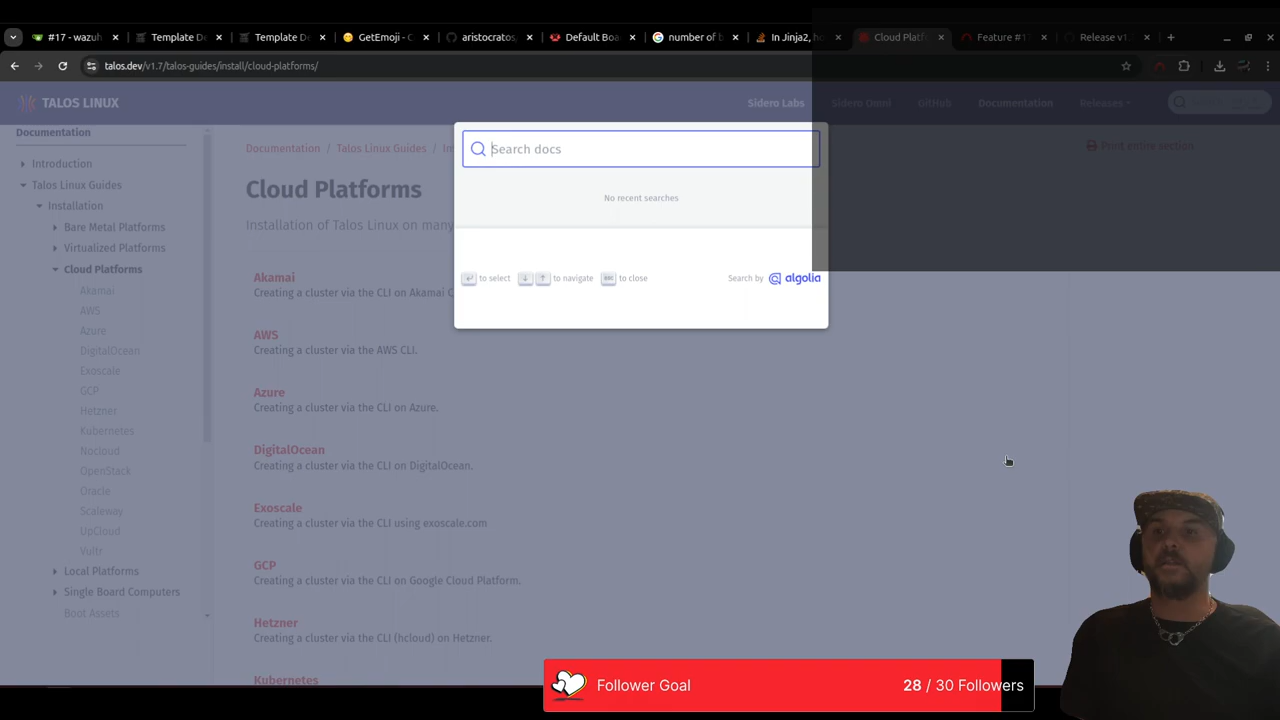 #17 - wazuh
Template De
Template De
GetEmoji - C
aristocratos,
Default Boa
number of b
In Jinja2, ho
Cloud Platf
Feature #1
Release v1.
talos.dev/v1.7/talos-guides/install/cloud-platforms/
TALOS LINUX
Sidero Labs
Sidero Omni
GitHub
Documentation
Releases
Documentation
Introduction
Talos Linux Guides
Installation
Bare Metal Platforms
Virtualized Platforms
Cloud Platforms
Akamai
AWS
Azure
DigitalOcean
Exoscale
GCP
Hetzner
Kubernetes
Nocloud
OpenStack
Oracle
Scaleway
UpCloud
Vultr
Local Platforms
Single Board Computers
Boot Assets
Documentation / Talos Linux Guides / In
Print entire section
Cloud Platforms
Installation of Talos Linux on many
Akamai
Creating a cluster via the CLI on Akamai C
AWS
Creating a cluster via the AWS CLI.
Azure
Creating a cluster via the CLI on Azure.
DigitalOcean
Creating a cluster via the CLI on DigitalOcean.
Exoscale
Creating a cluster via the CLI using exoscale.com
GCP
Creating a cluster via the CLI on Google Cloud Platform.
Hetzner
Creating a cluster via the CLI (hcloud) on Hetzner.
Kubernetes
Search docs
No recent searches
to select
to navigate
to close
Search by algolia
Follower Goal
28 / 30 Followers